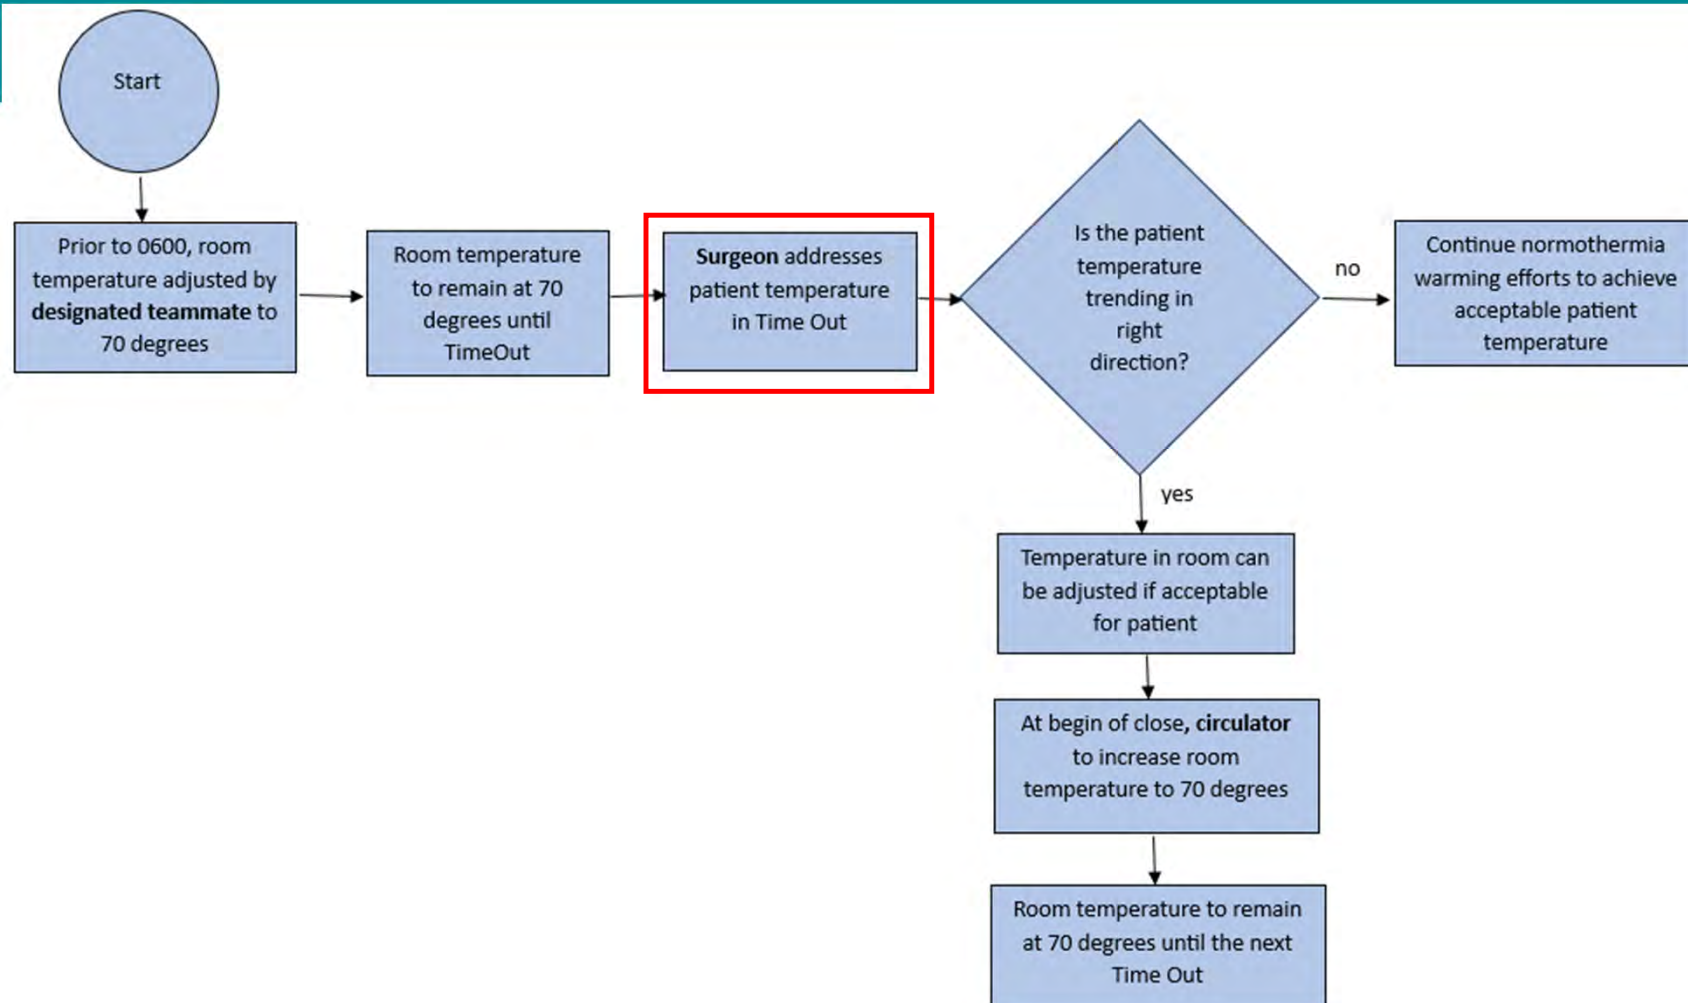 Start
Prior to 0600, room
temperature adjusted by
designated teammate to
70 degrees
Room temperature
to remain at 70
degrees until
TimeOut
Surgeon addresses
patient temperature
in Time Out
Is the patient
temperature
trending in
right
direction?
no
Continue normothermia
warming efforts to achieve
acceptable patient
temperature
yes
Temperature in room can
be adjusted if acceptable
for patient
At begin of close, circulator
to increase room
temperature to 70 degrees
Room temperature to remain
at 70 degrees until the next
Time Out